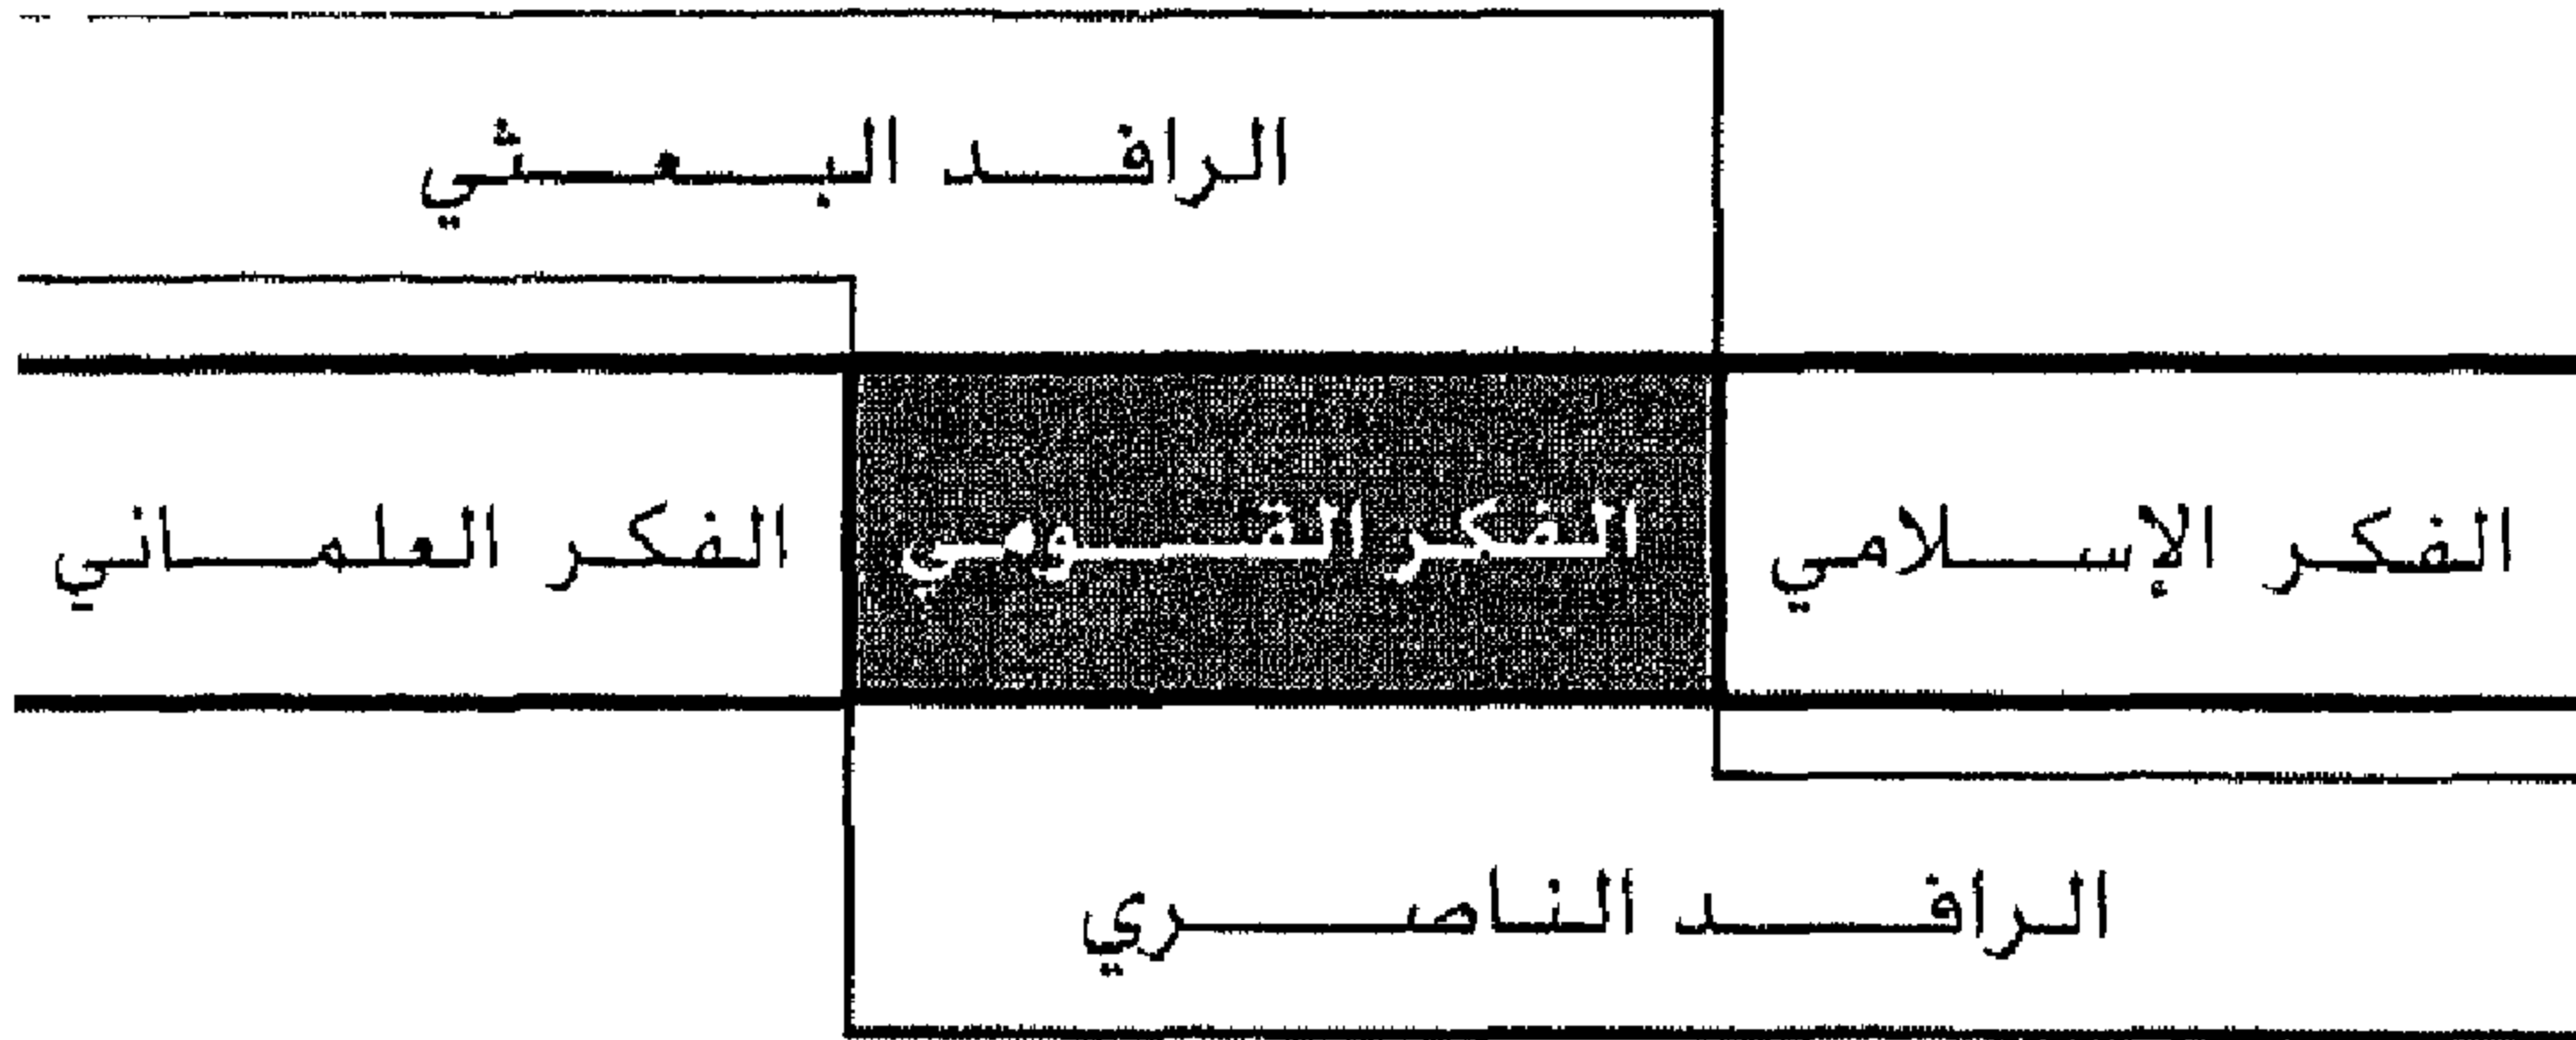 الرافد البعثي
الفكر الإسلامي
الفكر القومي
الفكر العلماني
الرافد الناصري